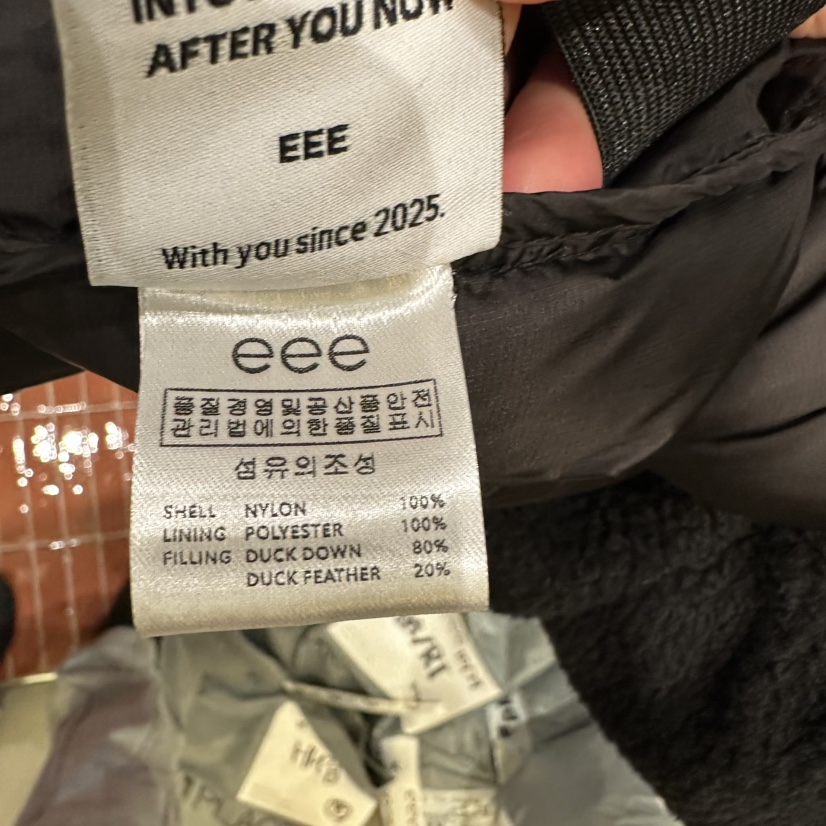 AFTER YOU NOW
EEE
With you since 2025.
eee
품질경영및공산품안전
관리법에의한품질표시
섬유의조성
SHELL NYLON 100%
LINING POLYESTER 100%
FILLING DUCK DOWN 80%
DUCK FEATHER 20%